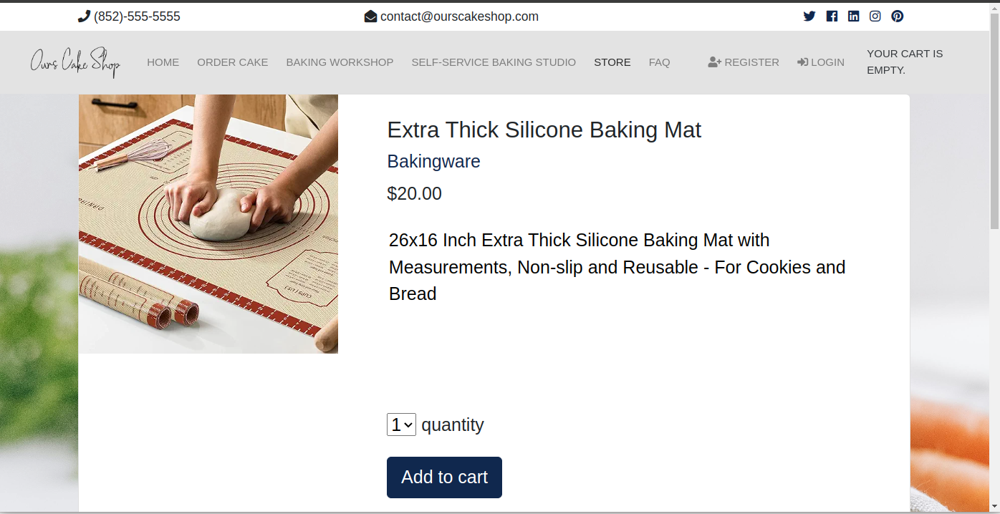 (852)-555-5555
contact@ourscakeshop.com
Ours Cake Shop
HOME
ORDER CAKE
BAKING WORKSHOP
SELF-SERVICE BAKING STUDIO
STORE
FAQ
REGISTER
LOGIN
YOUR CART IS
EMPTY.
Extra Thick Silicone Baking Mat
Bakingware
$20.00
26x16 Inch Extra Thick Silicone Baking Mat with
Measurements, Non-slip and Reusable - For Cookies and
Bread
1 quantity
Add to cart